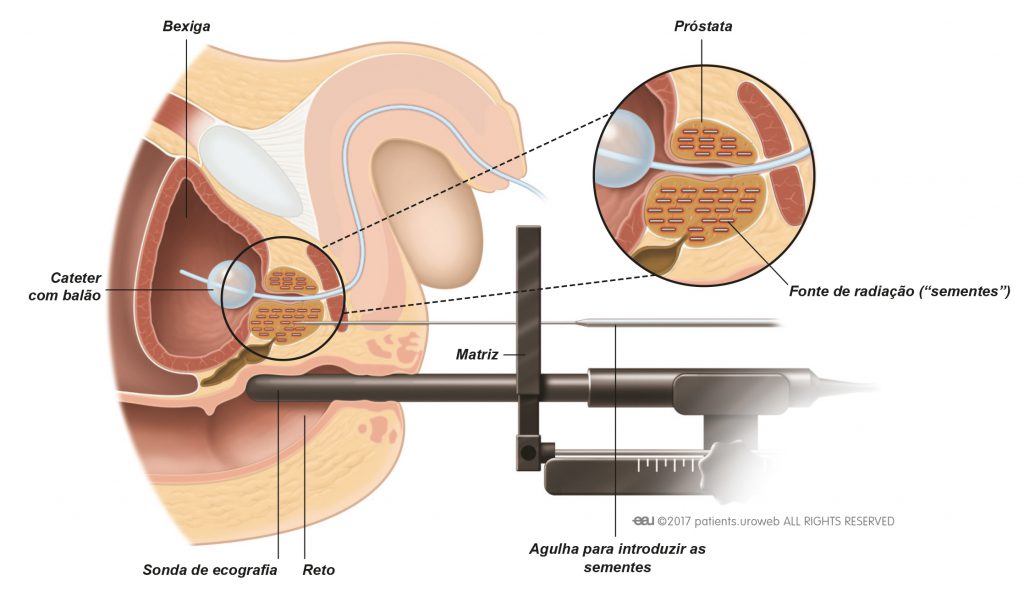 Bexiga
Próstata
Cateter
com balão
Fonte de radiação (“sementes”)
Matriz
eau ©2017 patients.uroweb ALL RIGHTS RESERVED
Agulha para introduzir as
sementes
Sonda de ecografia
Reto